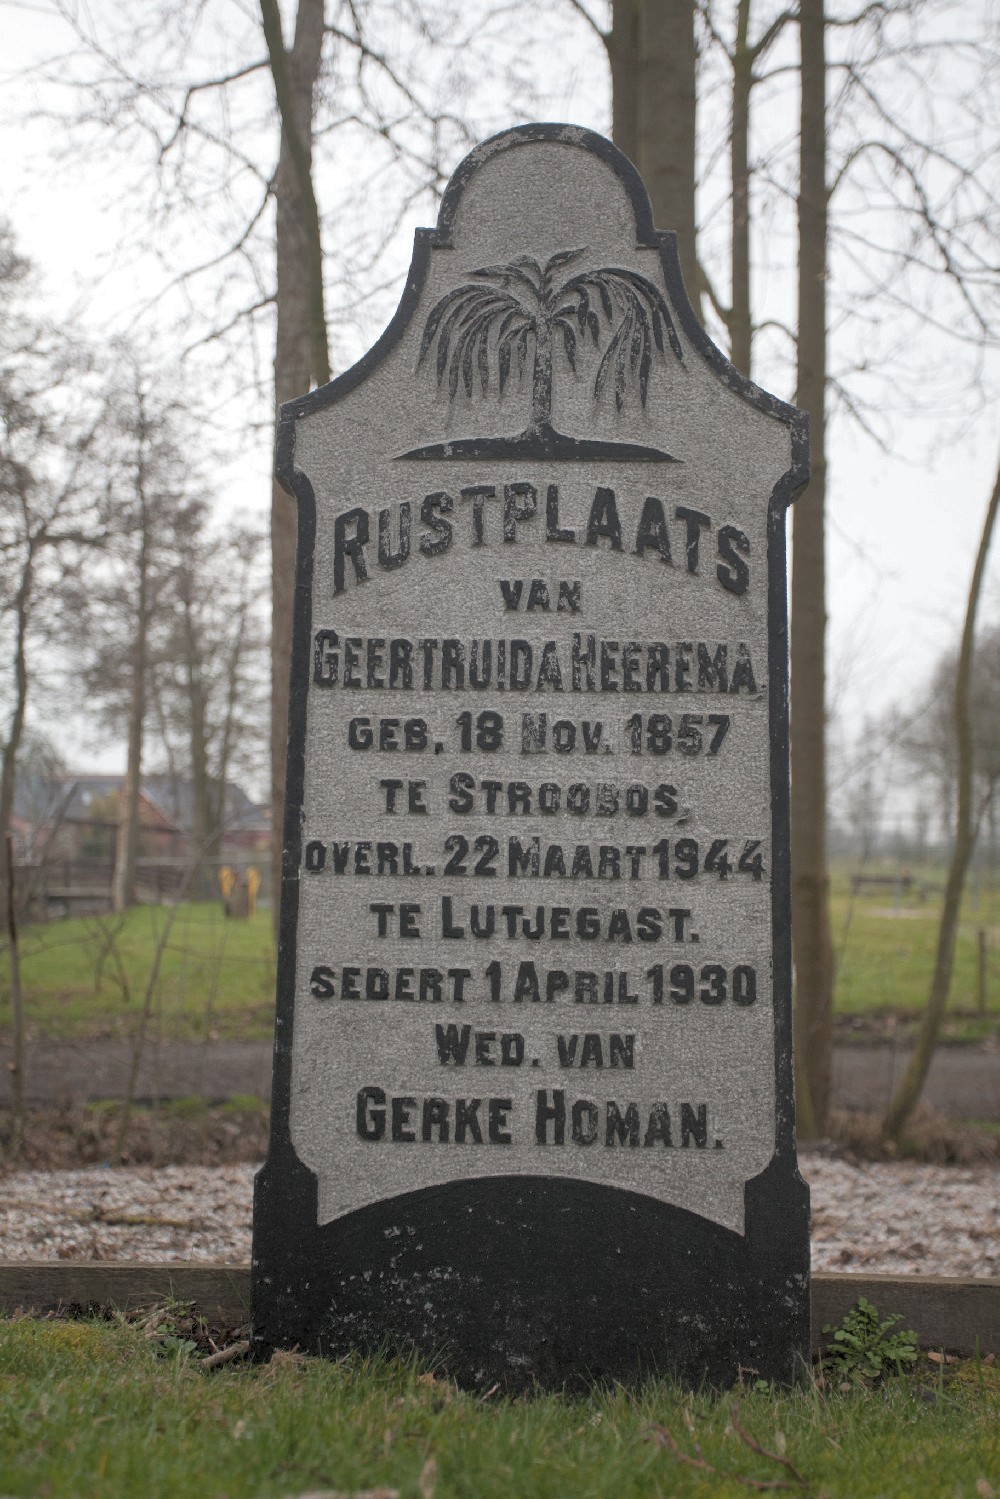 RUSTPLAATS
VAN
GEERTRUIDA HEEREMA.
GEB. 18 NOV. 1857
TE STROOBOS,
OVERL. 22 MAART 1944
TE LUTJEGAST.
SEDERT 1 APRIL 1930
WED. VAN
GERKE HOMAN.